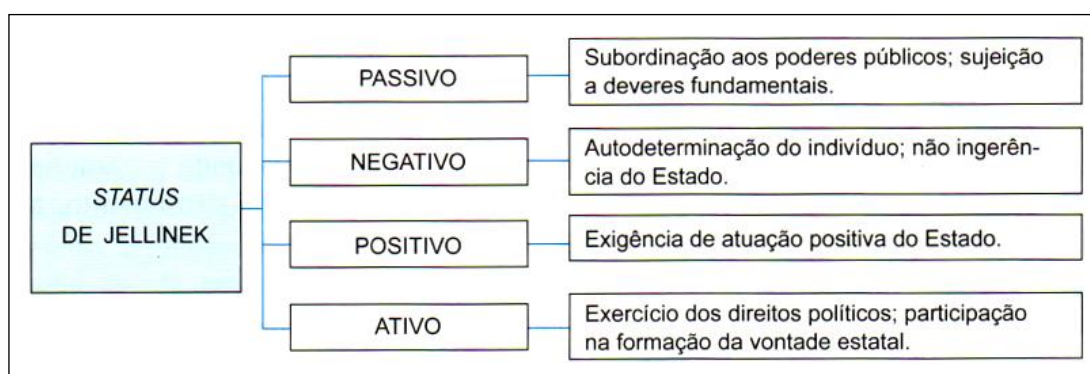 STATUS
DE JELLINEK
PASSIVO
Subordinação aos poderes públicos; sujeição
a deveres fundamentais.
NEGATIVO
Autodeterminação do indivíduo; não ingerên-
cia do Estado.
POSITIVO
Exigência de atuação positiva do Estado.
ATIVO
Exercício dos direitos políticos; participação
na formação da vontade estatal.